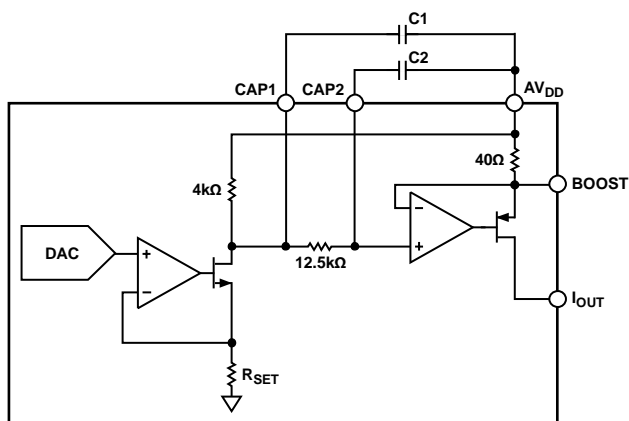 C1
C2
CAP1 CAP2 AVDD
40Ω
4kΩ
BOOST
DAC
12.5kΩ
IOUT
RSET